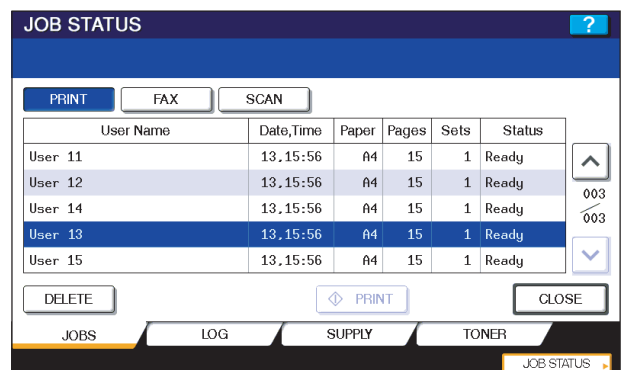 JOB STATUS ?
PRINT FAX SCAN
User Name Date,Time Paper Pages Sets Status
User 11 13,15:56 A4 15 1 Ready
User 12 13,15:56 A4 15 1 Ready
User 14 13,15:56 A4 15 1 Ready
User 13 13,15:56 A4 15 1 Ready
User 15 13,15:56 A4 15 1 Ready
003
003
DELETE PRINT CLOSE
JOBS LOG SUPPLY TONER
JOB STATUS